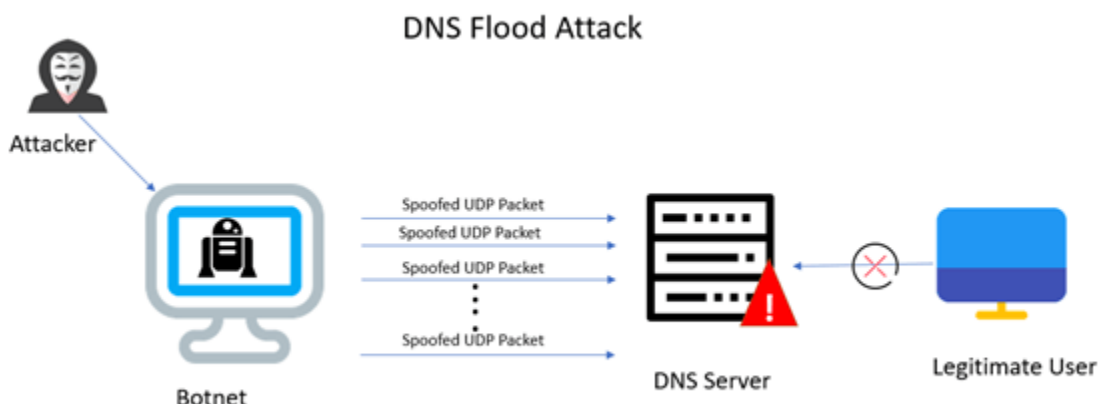 DNS Flood Attack
Attacker
Spoofed UDP Packet
Spoofed UDP Packet
Spoofed UDP Packet
Spoofed UDP Packet
Botnet
DNS Server
Legitimate User